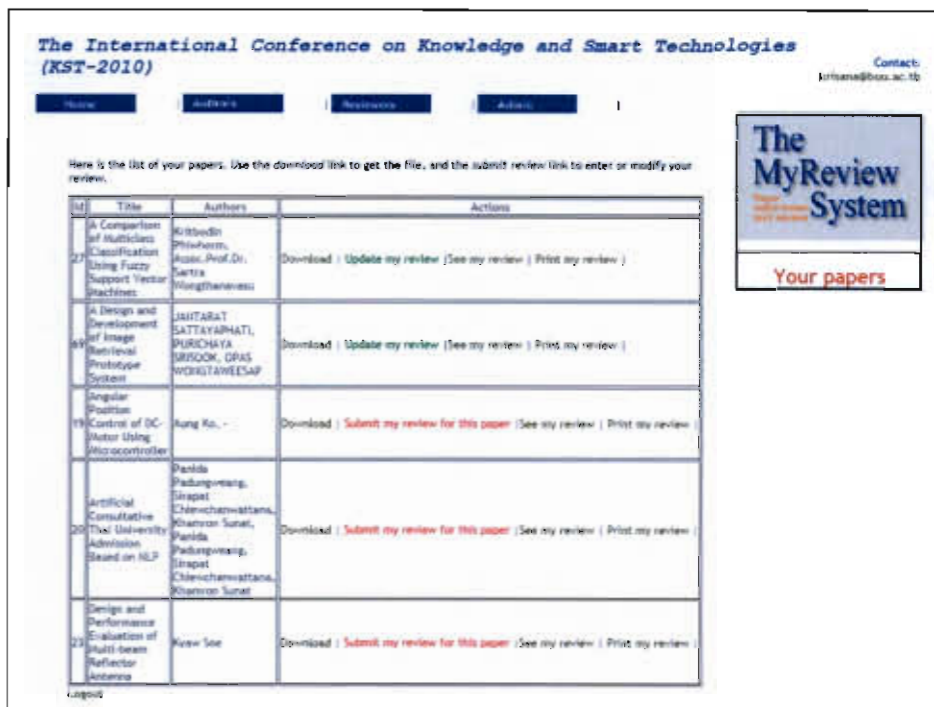 The International Conference on Knowledge and Smart Technologies
(KST-2010)
Contact:
Home
Authors
Reviewers
Admin
The
MyReview
System
Your papers
Here is the list of your papers. Use the download link to get the file, and the submit review link to enter or modify your
review.
Id Title Authors Actions
27
A Comparison
of Multiclass
Classification
Using Fuzzy
Support Vector
Machines
Assoc.Prof.Dr.
Sartra
Download | Update my review |See my review | Print my review |
69
A Design and
Development
of Image
Retrieval
Prototype
System
JANTARAT
SATTAYAPHATI,
PURICHAYA
SRISOOK, OPAS
WONGTAWEESAP
Download | Update my review |See my review | Print my review |
19
Angular
Position
Control of DC-
Motor Using
Microcontroller
Aung Ko, -
Download | Submit my review for this paper |See my review | Print my review |
20
Artificial
Consultative
Thai University
Admission
Based on NLP
Panida
Padungweang,
Sirapat
Chiewchanwattana,
Khamron Sunat,
Panida
Padungweang,
Sirapat
Chiewchanwattana,
Khamron Sunat
Download | Submit my review for this paper |See my review | Print my review |
23
Design and
Performance
Evaluation of
Multi-beam
Reflector
Antenna
Kyaw Soe
Download | Submit my review for this paper |See my review | Print my review |
Logout